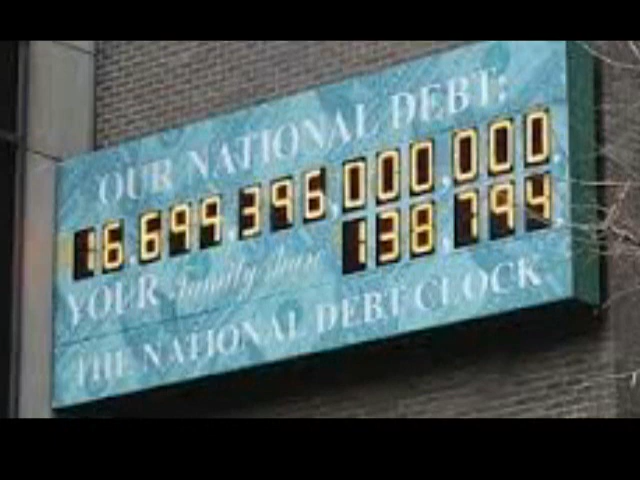 OUR NATIONAL DEBT:
16,699,396,000,000.
YOUR Family share 138,794.
THE NATIONAL DEBT CLOCK